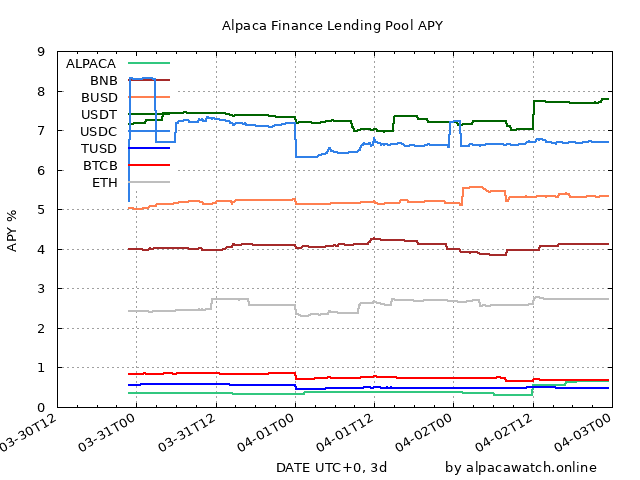 Alpaca Finance Lending Pool APY
9
8
7
6
5
4
3
2
1
0
APY %
ALPACA
BNB
BUSD
USDT
USDC
TUSD
BTCB
ETH
03-30T12
03-31T00
03-31T12
04-01T00
04-01T12
04-02T00
04-02T12
04-03T00
DATE UTC+0, 3d
by alpacawatch.online